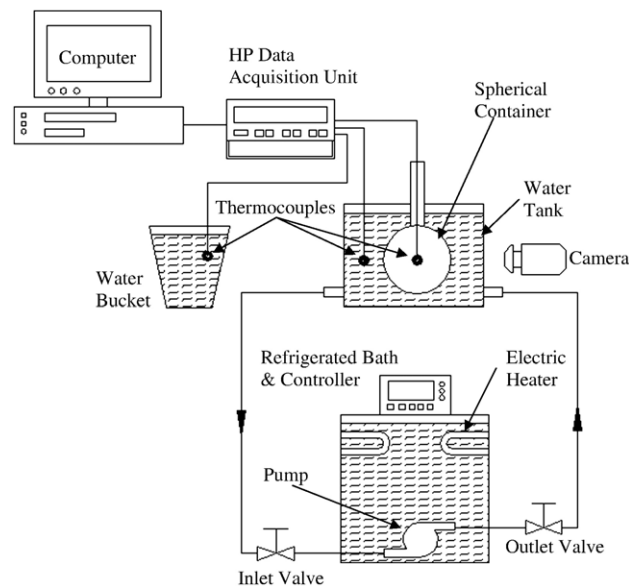 Computer
HP Data
Acquisition Unit
Spherical
Container
Water
Tank
Thermocouples
Water
Bucket
Camera
Refrigerated Bath
& Controller
Electric
Heater
Pump
Inlet Valve
Outlet Valve